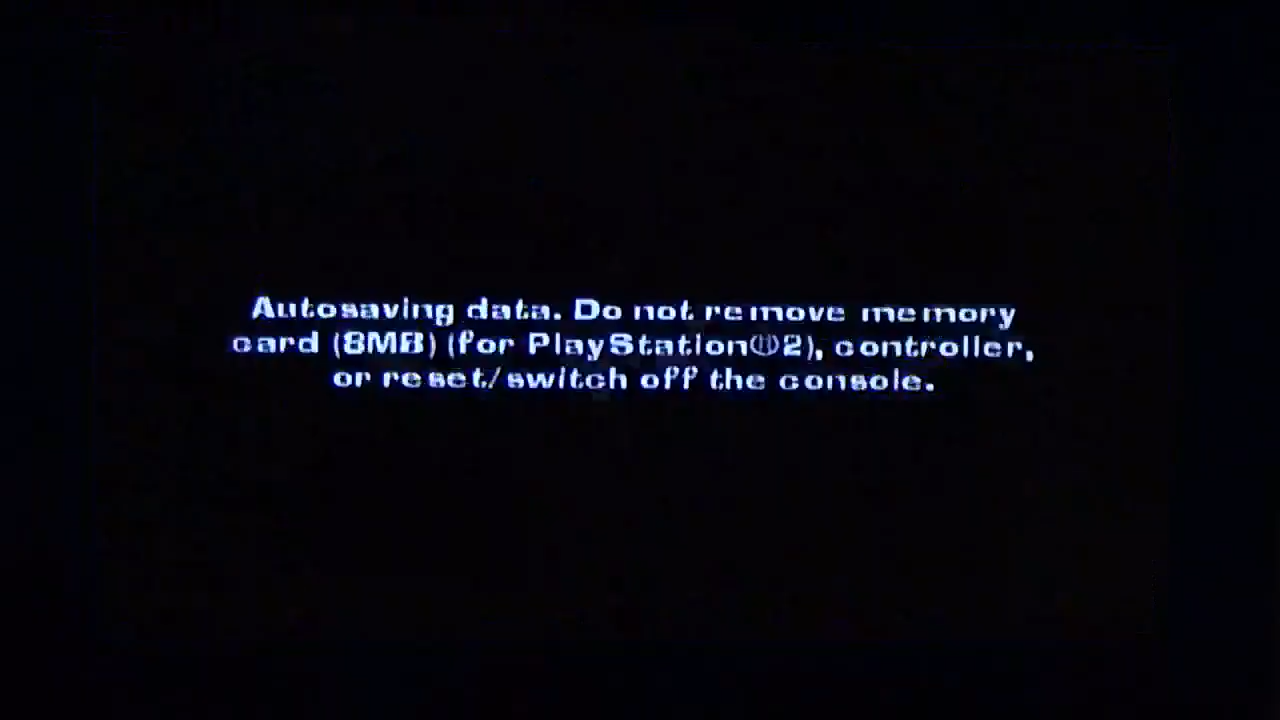 Autosaving data. Do not remove memory
card (8MB) (for PlayStation®2), controller,
or reset/switch off the console.